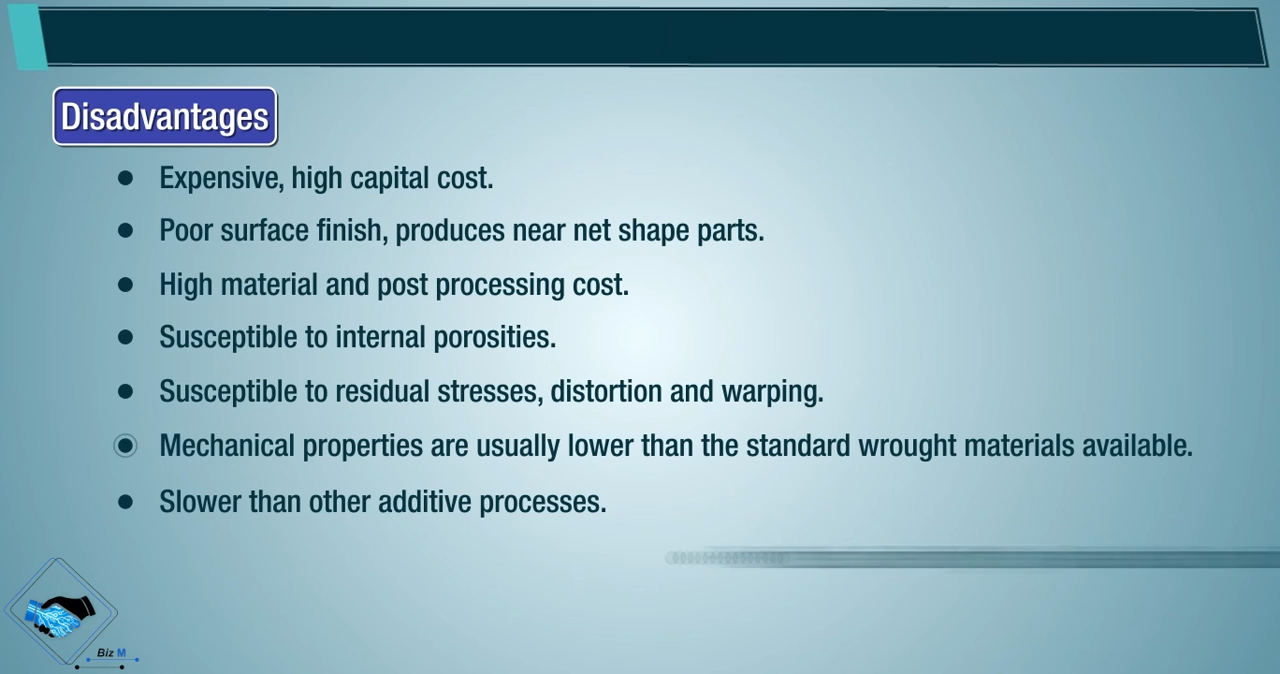 Disadvantages
Expensive, high capital cost.
Poor surface finish, produces near net shape parts.
High material and post processing cost.
Susceptible to internal porosities.
Susceptible to residual stresses, distortion and warping.
Mechanical properties are usually lower than the standard wrought materials available.
Slower than other additive processes.
Biz M